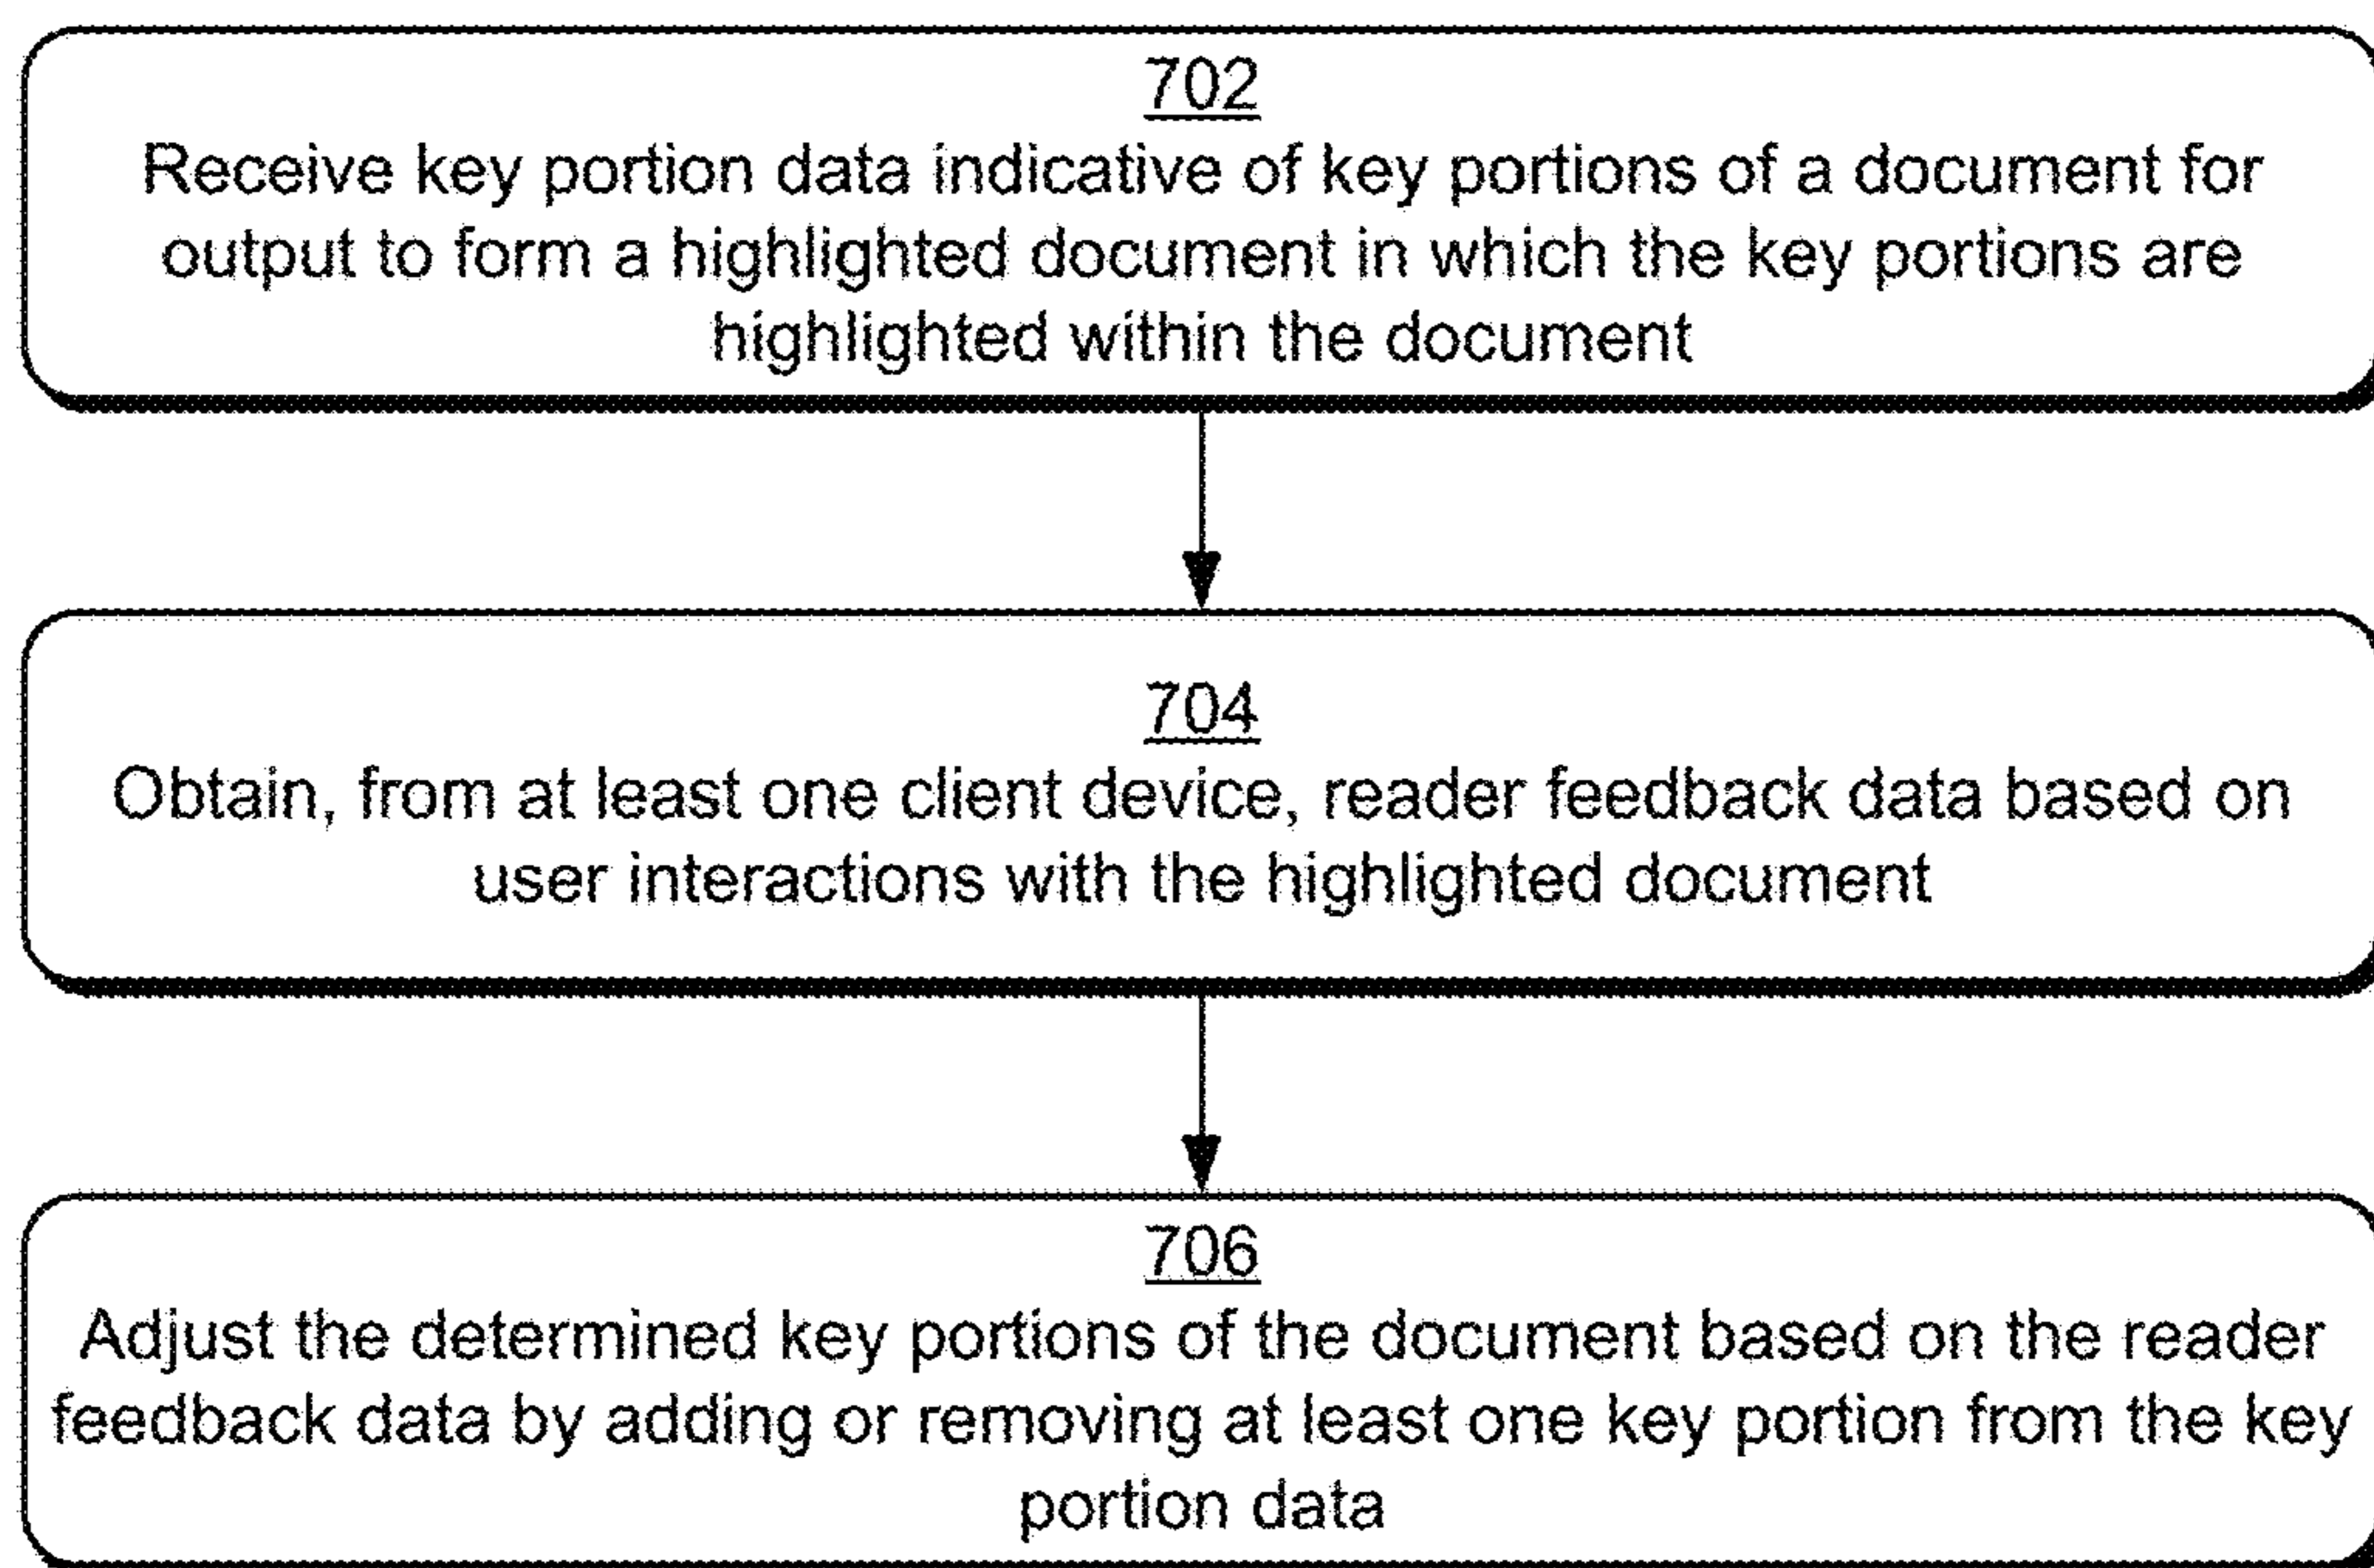 702
Receive key portion data indicative of key portions of a document for
output to form a highlighted document in which the key portions are
highlighted within the document
704
Obtain, from at least one client device, reader feedback data based on
user interactions with the highlighted document
706
Adjust the determined key portions of the document based on the reader
feedback data by adding or removing at least one key portion from the key
portion data